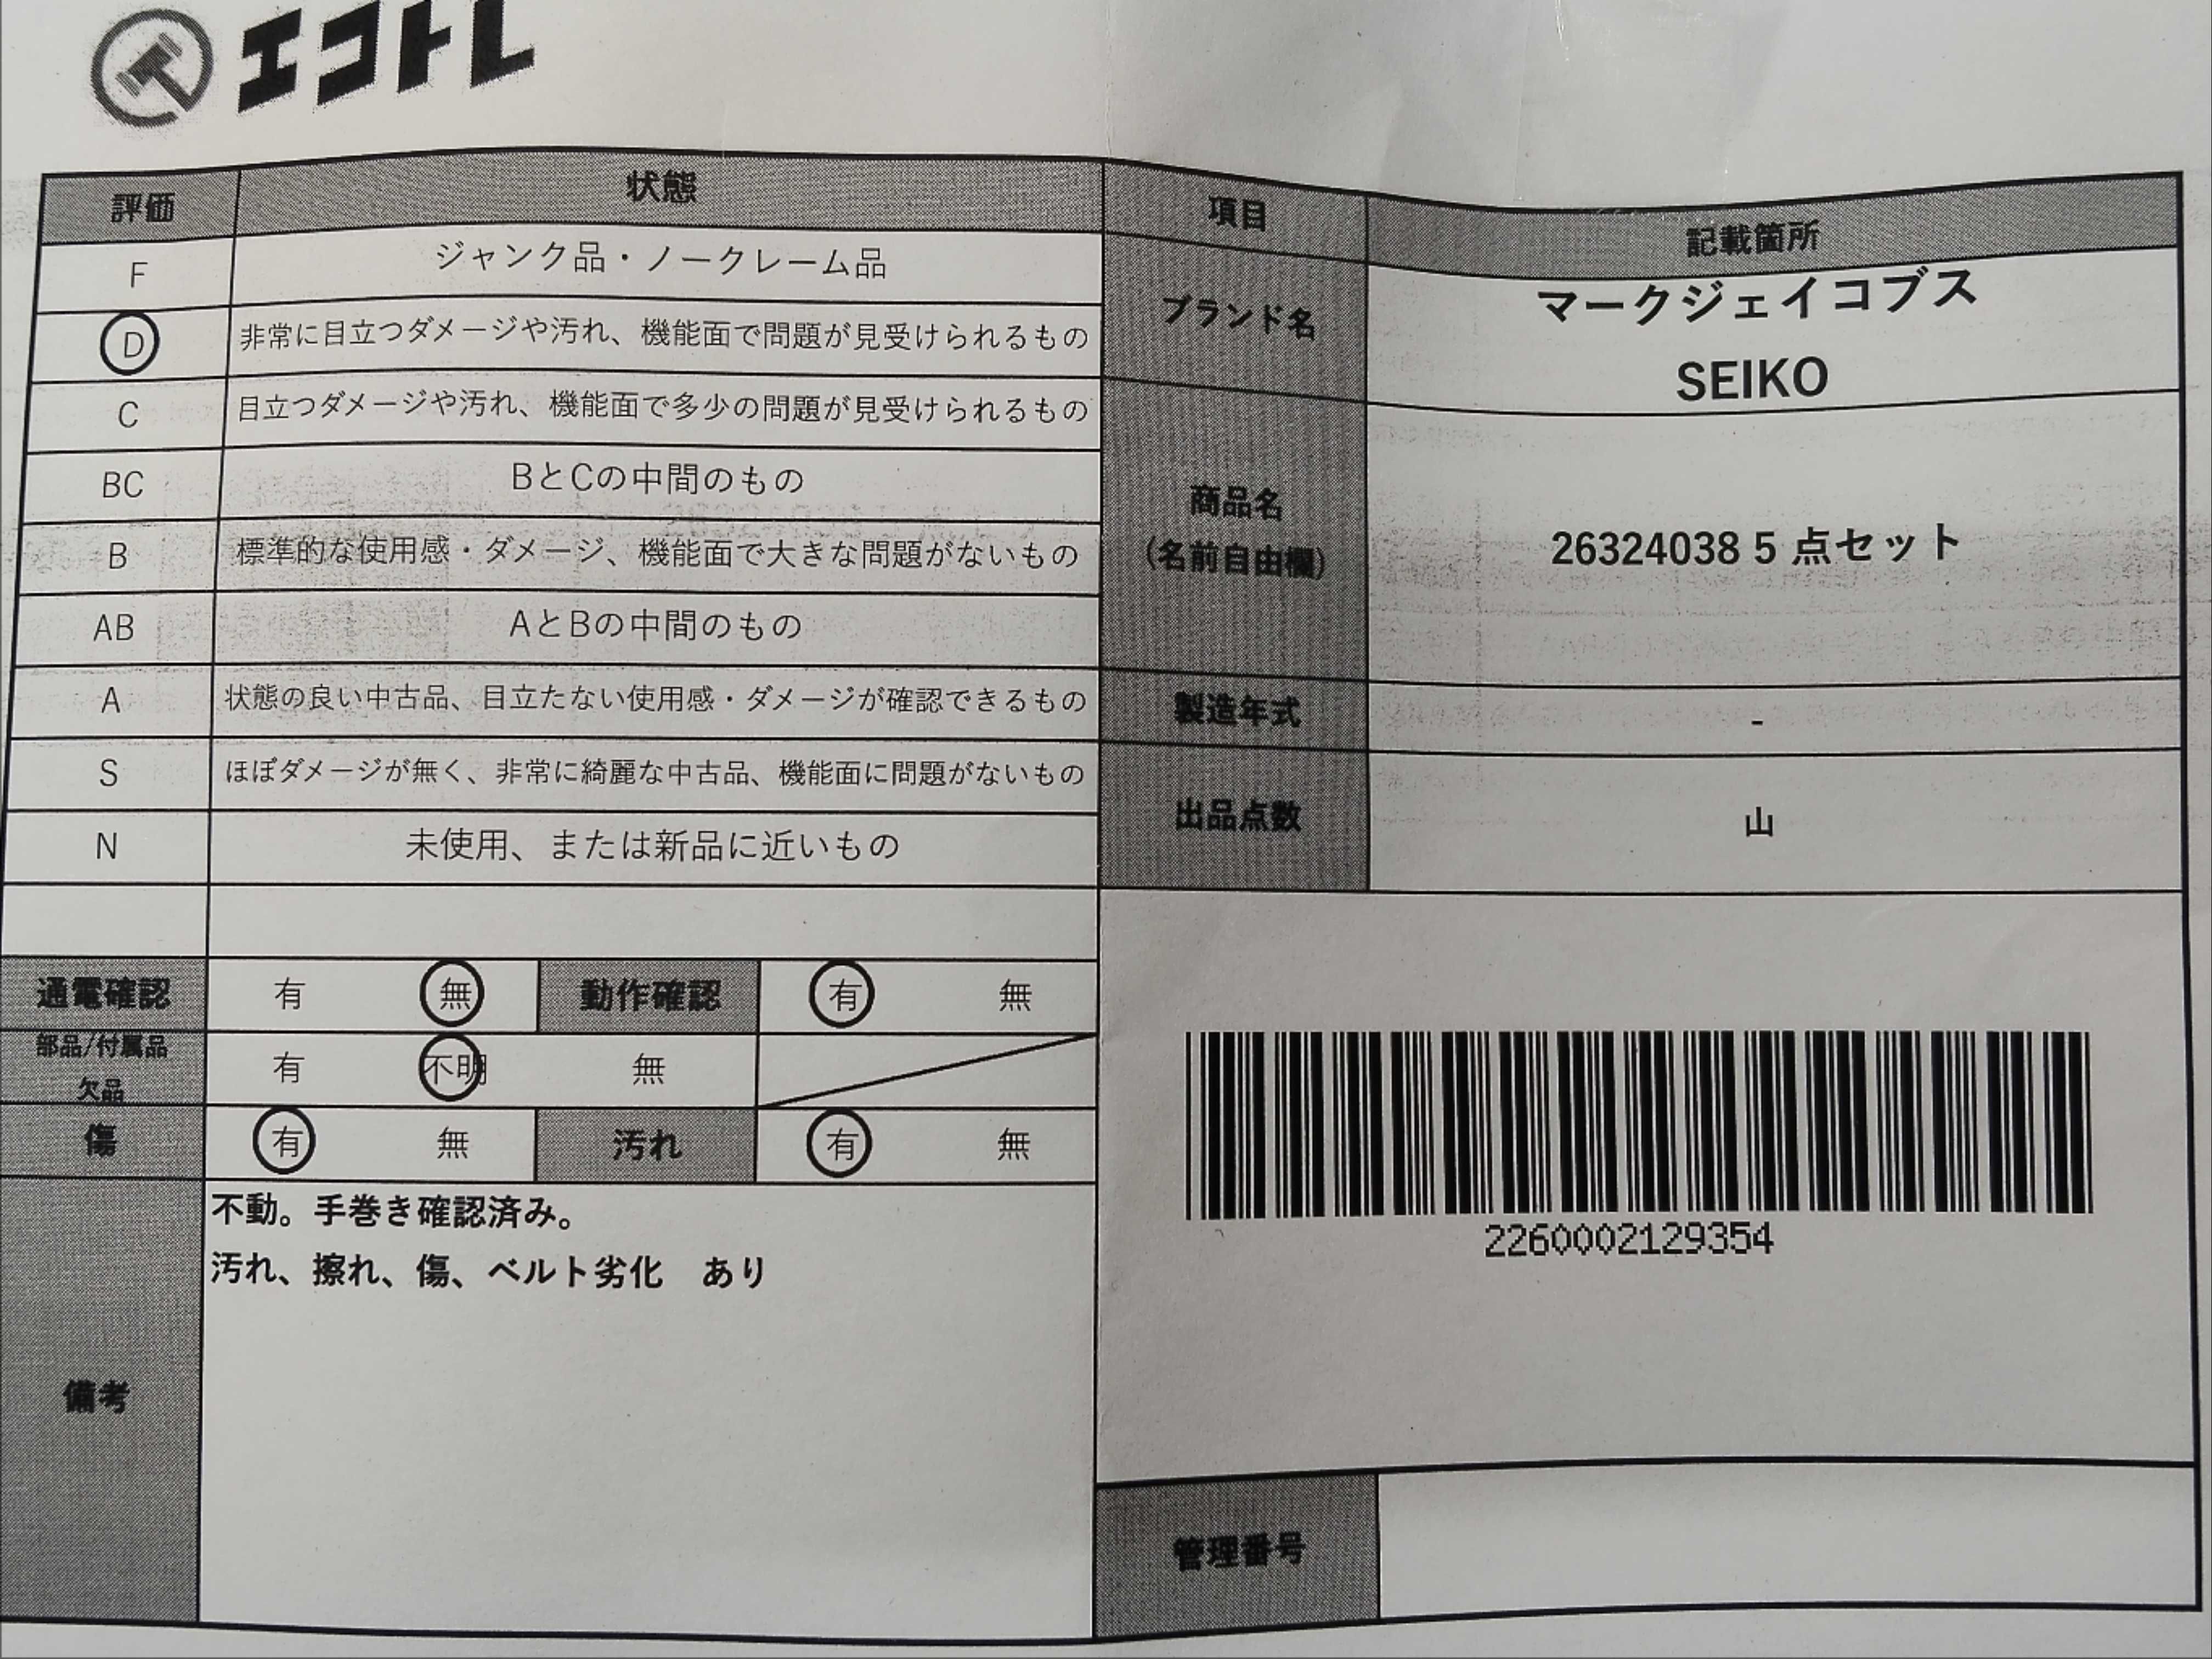 エコトレ
評価 状態
F ジャンク品・ノークレーム品
D 非常に目立つダメージや汚れ、機能面で問題が見受けられるもの
C 目立つダメージや汚れ、機能面で多少の問題が見受けられるもの
BC BとCの中間のもの
B 標準的な使用感・ダメージ、機能面で大きな問題がないもの
AB AとBの中間のもの
A 状態の良い中古品、目立たない使用感・ダメージが確認できるもの
S ほぼダメージが無く、非常に綺麗な中古品、機能面に問題がないもの
N 未使用、または新品に近いもの
通電確認 有 無 動作確認 有 無
部品/付属品
欠品 有 不明 無
傷 有 無 汚れ 有 無
備考
不動。手巻き確認済み。
汚れ、擦れ、傷、ベルト劣化 あり
項目 記載箇所
ブランド名
マークジェイコブス
SEIKO
商品名
(名前自由欄)
26324038 5 点セット
製造年式 -
出品点数 山
2260002129354
管理番号